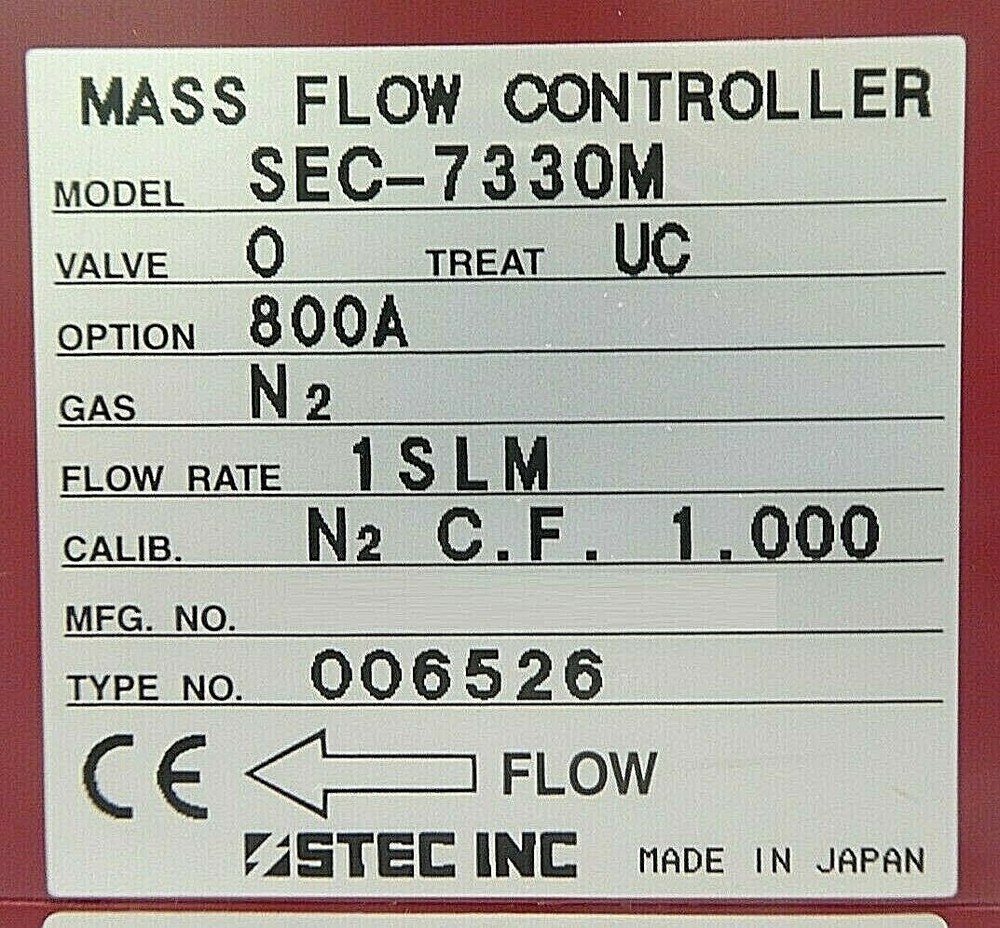 MASS FLOW CONTROLLER
MODEL SEC-7330M
VALVE O TREAT UC
OPTION 800A
GAS N2
FLOW RATE 1SLM
CALIB. N2 C.F. 1.000
MFG. NO.
TYPE NO. 006526
CE FLOW
STEC INC MADE IN JAPAN